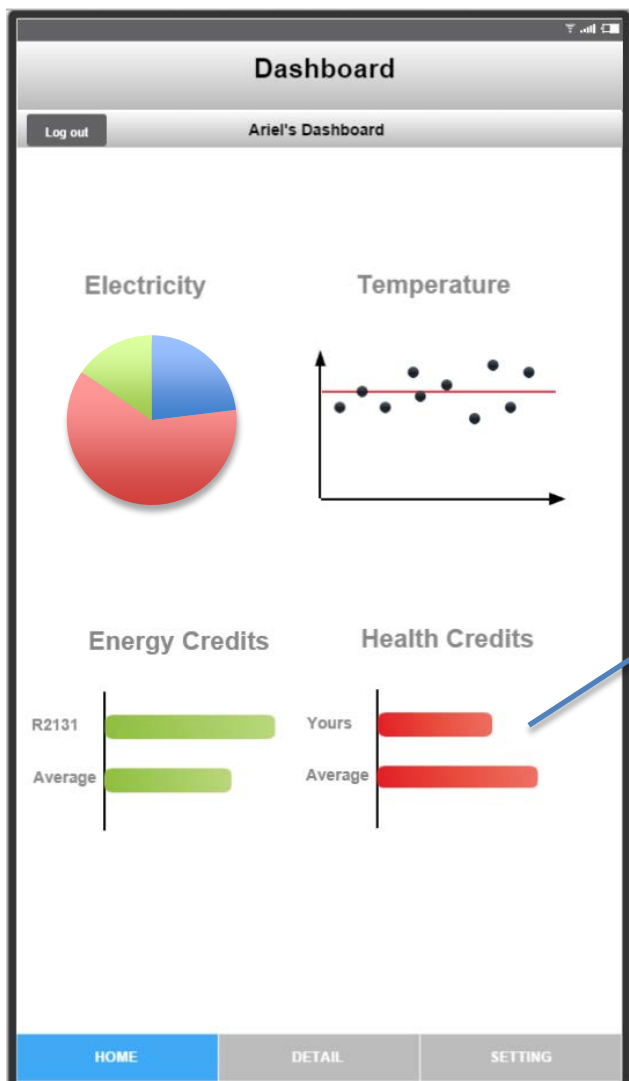 Dashboard
Log out
Ariel's Dashboard
Electricity
Temperature
Energy Credits
Health Credits
R2131
Average
Yours
Average
HOME
DETAIL
SETTING